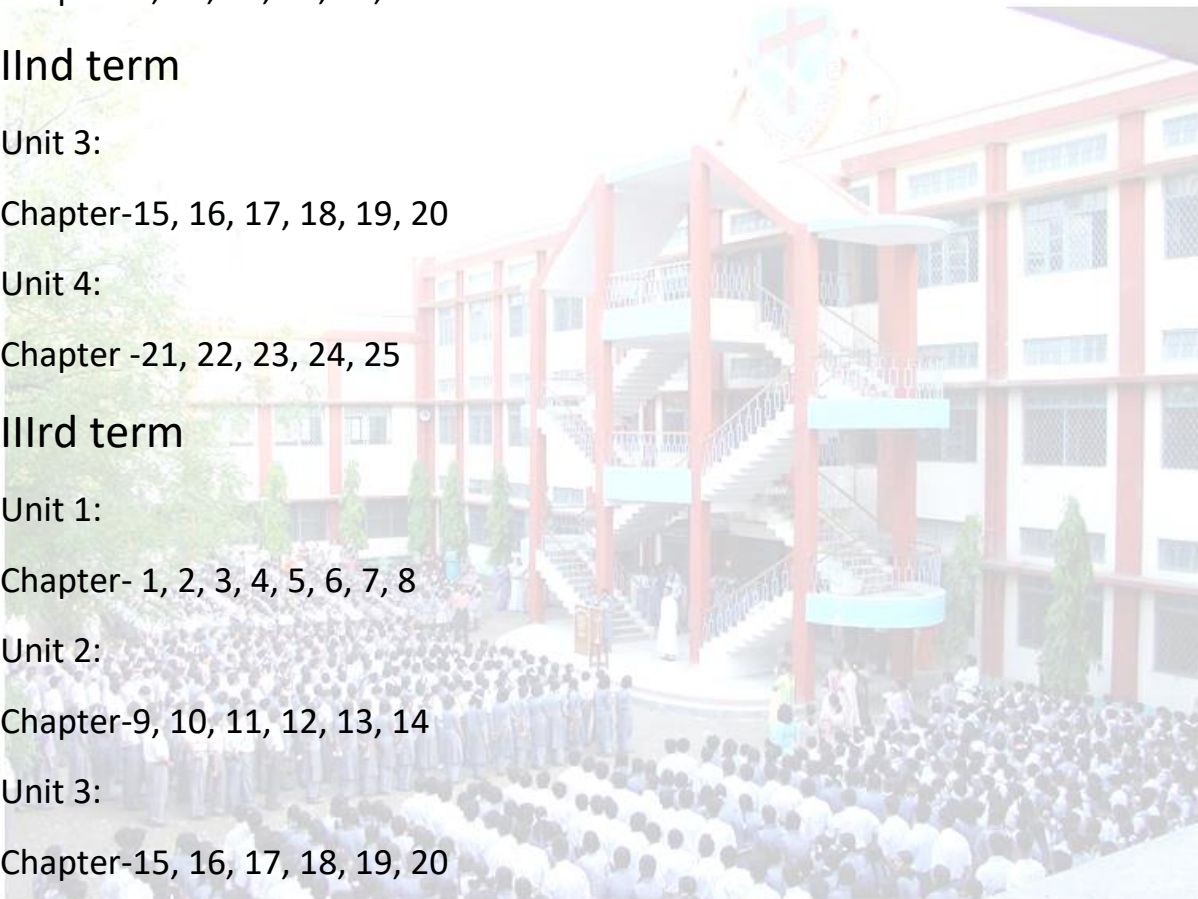 IInd term
Unit 3:
Chapter-15, 16, 17, 18, 19, 20
Unit 4:
Chapter -21, 22, 23, 24, 25
IIIrd term
Unit 1:
Chapter- 1, 2, 3, 4, 5, 6, 7, 8
Unit 2:
Chapter-9, 10, 11, 12, 13, 14
Unit 3:
Chapter-15, 16, 17, 18, 19, 20